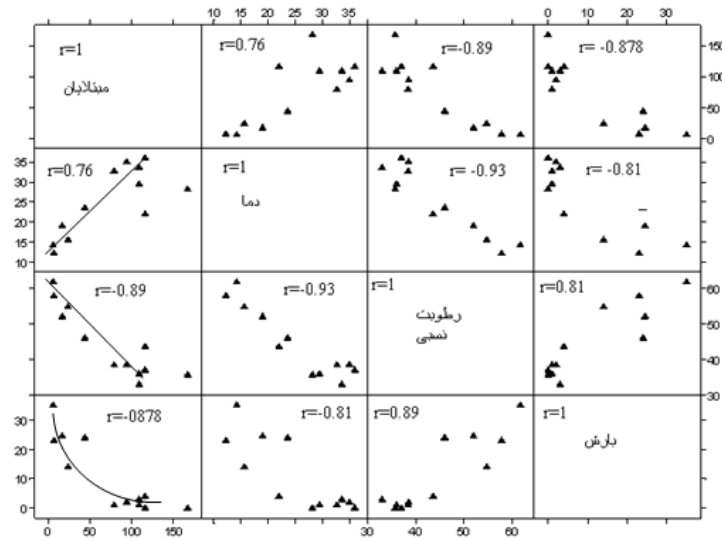 10 15 20 25 30 35
0 10 20 30
r=1
مبتلایان
r=0.76
r=-0.89
r= -0.878
150
100
50
0
35
30
25
20
15
10
r=0.76
r=1
دما
r= -0.93
r= -0.81
r=-0.89
r=-0.93
r=1
رطوبت
نسبی
r=0.81
60
50
40
30
20
10
0
r=-0878
r=-0.81
r=0.89
r=1
بارش
0 50 100 150
30 40 50 60